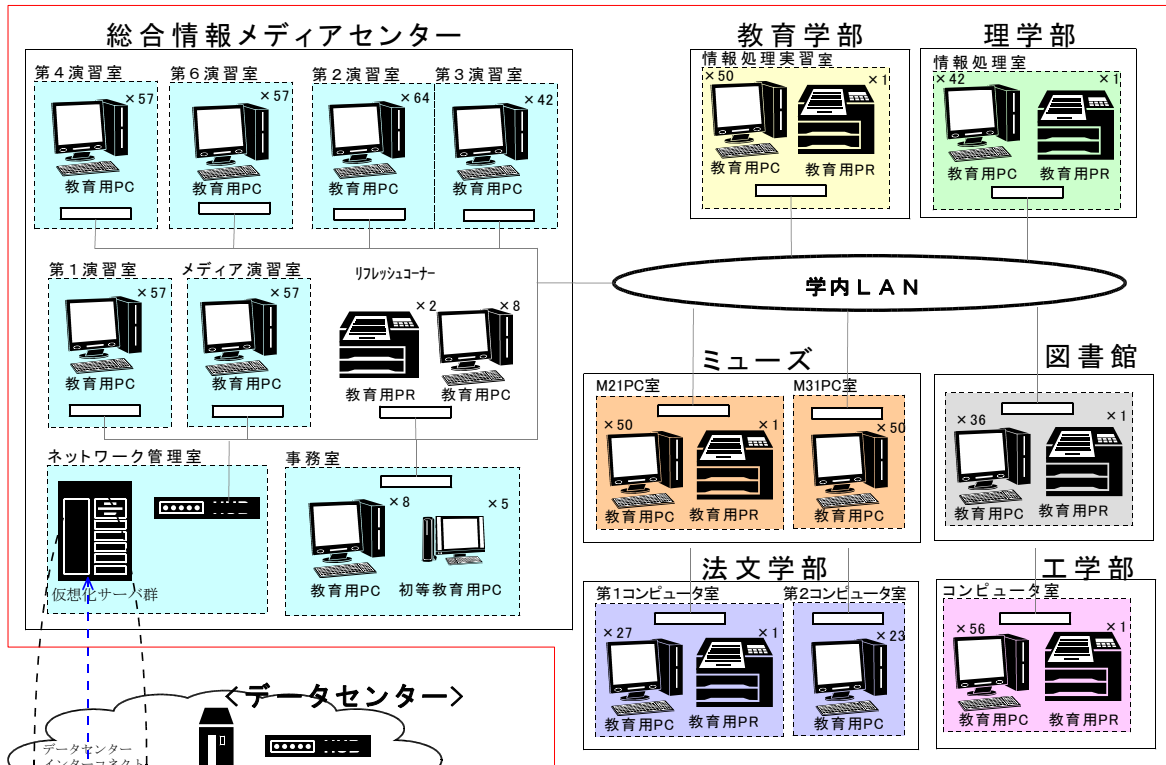 総合情報メディアセンター
第4演習室
×57
教育用PC
第6演習室
×57
教育用PC
第2演習室
×64
教育用PC
第3演習室
×42
教育用PC
第1演習室
×57
教育用PC
メディア演習室
×57
教育用PC
リフレッシュコーナー
×2
教育用PR
×8
教育用PC
ネットワーク管理室
HUB
仮想化サーバ群
事務室
×8
教育用PC
×5
初等教育用PC
教育学部
情報処理実習室
×50
×1
教育用PC
教育用PR
理学部
情報処理室
×42
×1
教育用PC
教育用PR
学内LAN
ミューズ
M21PC室
×50
×1
教育用PC
教育用PR
M31PC室
×50
教育用PC
図書館
×36
×1
教育用PC
教育用PR
法文学部
第1コンピュータ室
×27
×1
教育用PC
教育用PR
第2コンピュータ室
×23
教育用PC
工学部
コンピュータ室
×56
×1
教育用PC
教育用PR
<データセンター>
HUB
データセンター
インターコネクト